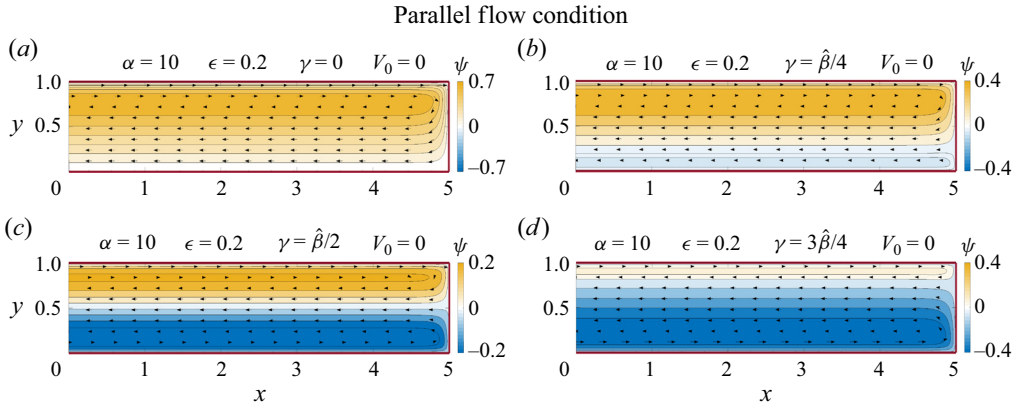 Parallel flow condition
(a)
α = 10 ϵ = 0.2 γ = 0 V₀ = 0 ψ
1.0
0.5
y
0 1 2 3 4 5
0.7
0
–0.7
(b)
α = 10 ϵ = 0.2 γ = β̂/4 V₀ = 0 ψ
1.0
0.5
0 1 2 3 4 5
0.4
0
–0.4
(c)
α = 10 ϵ = 0.2 γ = β̂/2 V₀ = 0 ψ
1.0
0.5
y
0 1 2 3 4 5
x
0.2
0
–0.2
(d)
α = 10 ϵ = 0.2 γ = 3β̂/4 V₀ = 0 ψ
1.0
0.5
0 1 2 3 4 5
x
0.4
0
–0.4